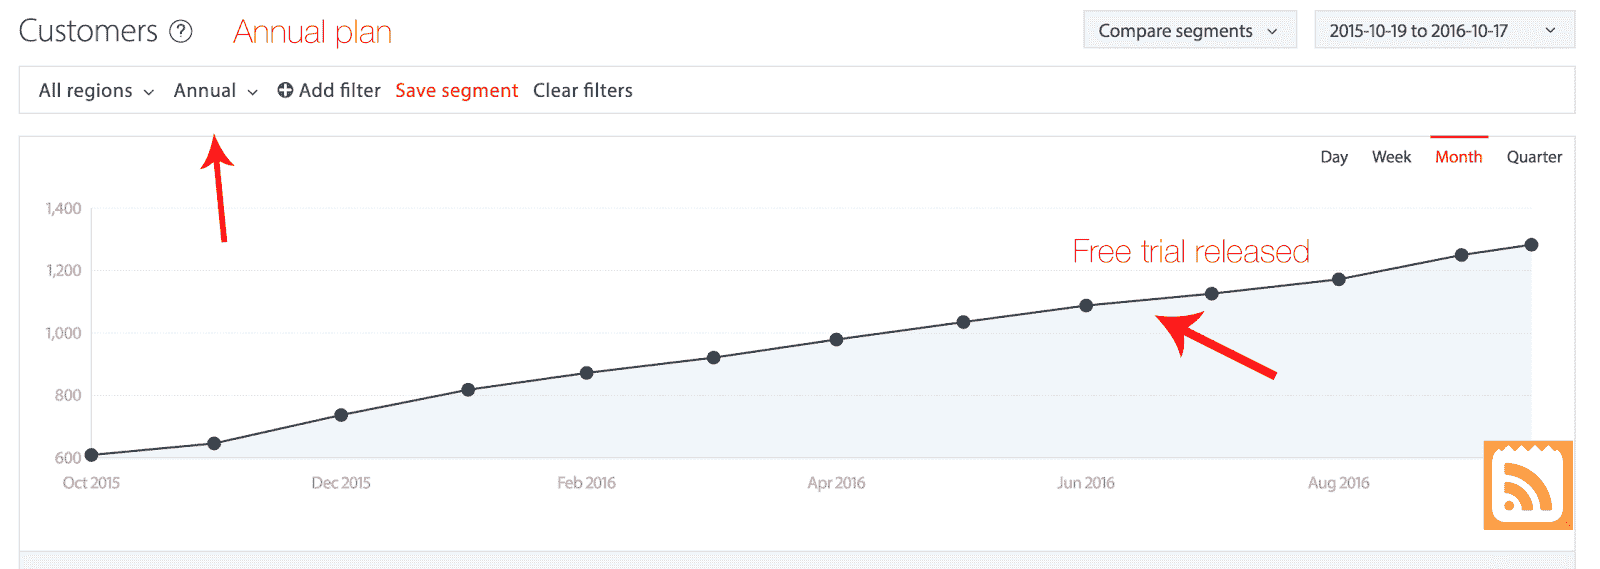 Customers ? Annual plan Compare segments 2015-10-19 to 2016-10-17
All regions Annual Add filter Save segment Clear filters
Day Week Month Quarter
1,400
Free trial released
1,200
1,000
800
600
Oct 2015 Dec 2015 Feb 2016 Apr 2016 Jun 2016 Aug 2016